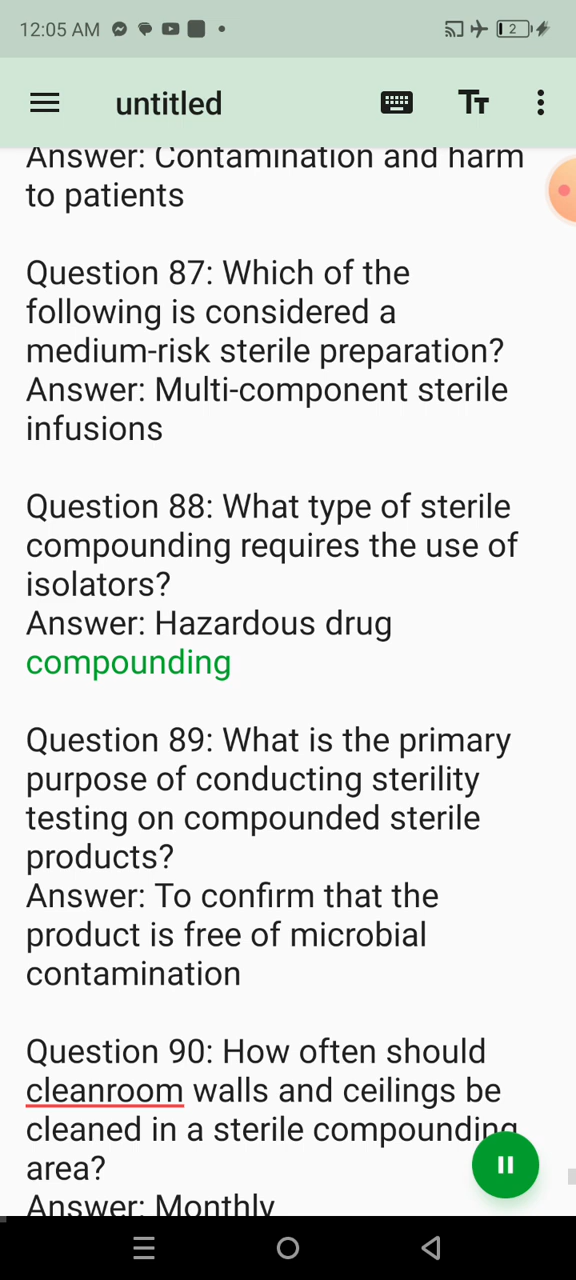 12:05 AM
2
untitled
Answer: Contamination and harm
to patients
Question 87: Which of the
following is considered a
medium-risk sterile preparation?
Answer: Multi-component sterile
infusions
Question 88: What type of sterile
compounding requires the use of
isolators?
Answer: Hazardous drug
compounding
Question 89: What is the primary
purpose of conducting sterility
testing on compounded sterile
products?
Answer: To confirm that the
product is free of microbial
contamination
Question 90: How often should
cleanroom walls and ceilings be
cleaned in a sterile compounding
area?
Answer: Monthly